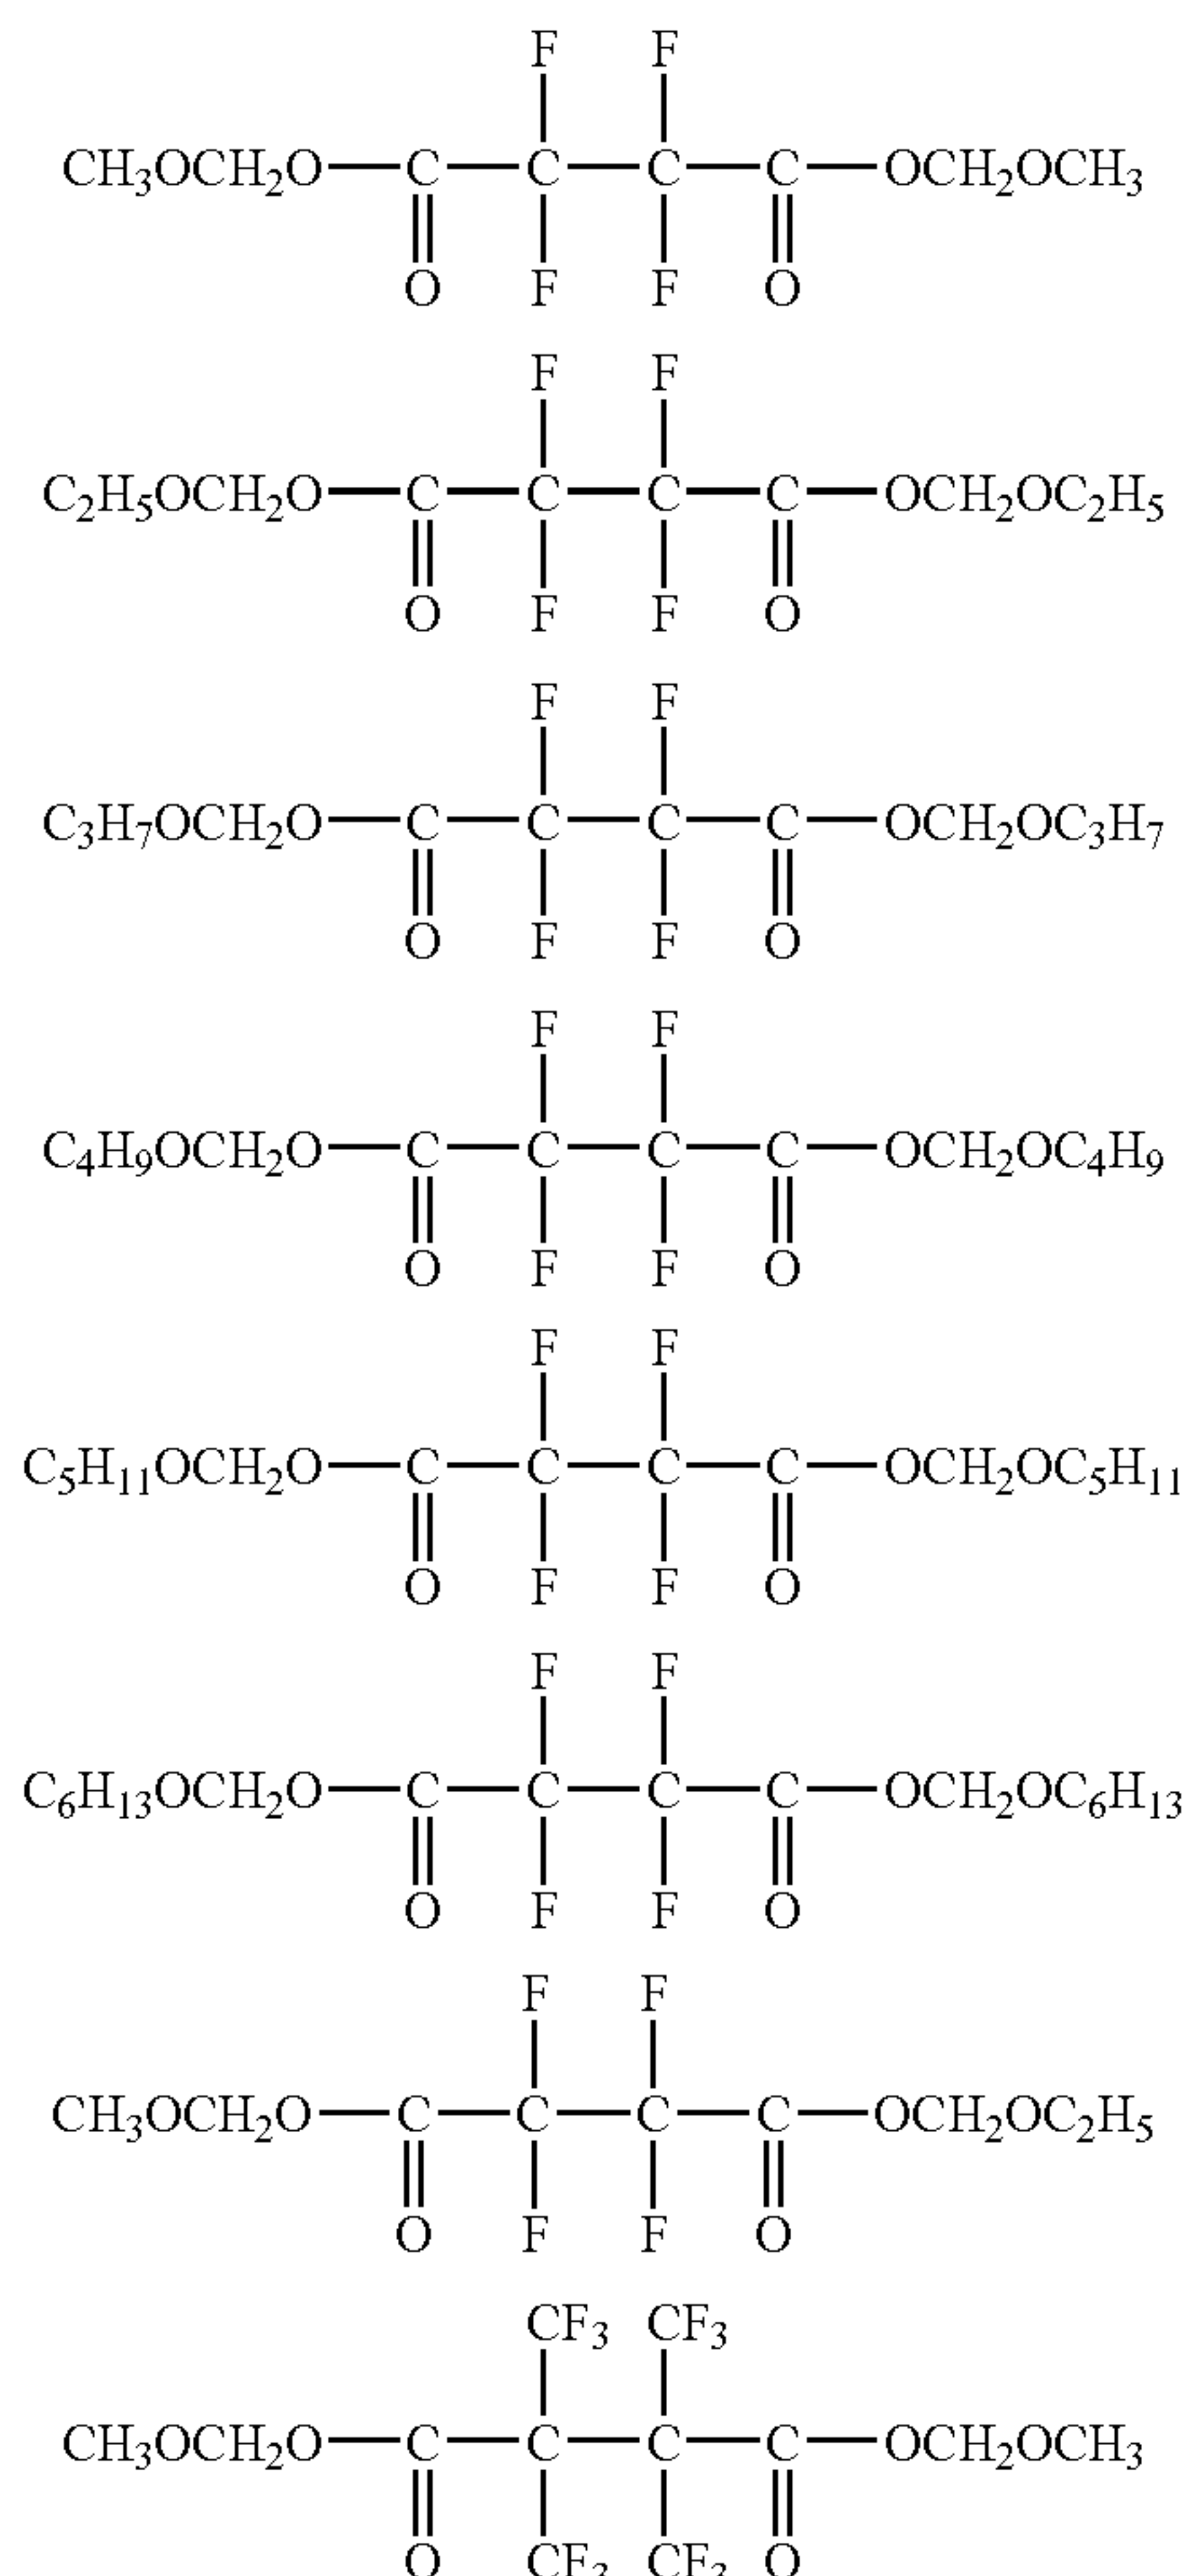 F F
CH₃OCH₂O C C C C OCH₂OCH₃
O F F O
F F
C₂H₅OCH₂O C C C C OCH₂OC₂H₅
O F F O
F F
C₃H₇OCH₂O C C C C OCH₂OC₃H₇
O F F O
F F
C₄H₉OCH₂O C C C C OCH₂OC₄H₉
O F F O
F F
C₅H₁₁OCH₂O C C C C OCH₂OC₅H₁₁
O F F O
F F
C₆H₁₃OCH₂O C C C C OCH₂OC₆H₁₃
O F F O
F F
CH₃OCH₂O C C C C OCH₂OC₂H₅
O F F O
CF₃ CF₃
CH₃OCH₂O C C C C OCH₂OCH₃
O CF₃ CF₃ O